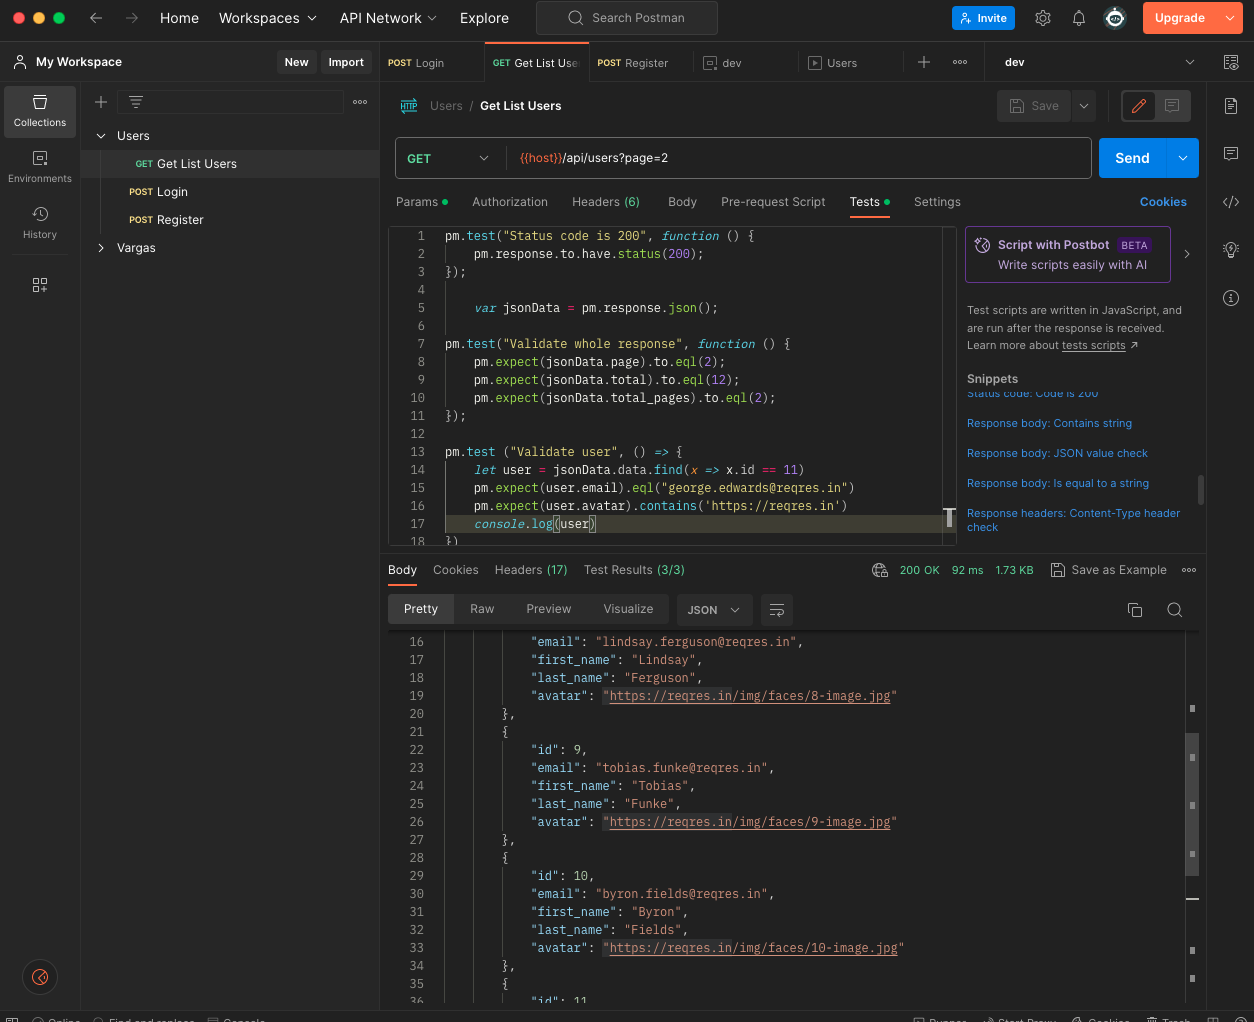 Home Workspaces API Network Explore Search Postman Invite Upgrade
My Workspace New Import POST Login GET Get List Use POST Register dev Users dev
Collections
Environments
History
Users
GET Get List Users
POST Login
POST Register
Vargas
HTTP Users / Get List Users Save
GET {{host}}/api/users?page=2 Send
Params Authorization Headers (6) Body Pre-request Script Tests Settings Cookies
1 pm.test("Status code is 200", function () {
2 pm.response.to.have.status(200);
3 });
4
5 var jsonData = pm.response.json();
6
7 pm.test("Validate whole response", function () {
8 pm.expect(jsonData.page).to.eql(2);
9 pm.expect(jsonData.total).to.eql(12);
10 pm.expect(jsonData.total_pages).to.eql(2);
11 });
12
13 pm.test ("Validate user", () => {
14 let user = jsonData.data.find(x => x.id == 11)
15 pm.expect(user.email).eql("george.edwards@reqres.in")
16 pm.expect(user.avatar).contains('https://reqres.in')
17 console.log(user)
18 })
Script with Postbot BETA
Write scripts easily with AI
Test scripts are written in JavaScript, and
are run after the response is received.
Learn more about tests scripts ↗
Snippets
Status code: Code is 200
Response body: Contains string
Response body: JSON value check
Response body: Is equal to a string
Response headers: Content-Type header
check
Body Cookies Headers (17) Test Results (3/3) 200 OK 92 ms 1.73 KB Save as Example
Pretty Raw Preview Visualize JSON
16 "email": "lindsay.ferguson@reqres.in",
17 "first_name": "Lindsay",
18 "last_name": "Ferguson",
19 "avatar": "https://reqres.in/img/faces/8-image.jpg"
20 },
21 {
22 "id": 9,
23 "email": "tobias.funke@reqres.in",
24 "first_name": "Tobias",
25 "last_name": "Funke",
26 "avatar": "https://reqres.in/img/faces/9-image.jpg"
27 },
28 {
29 "id": 10,
30 "email": "byron.fields@reqres.in",
31 "first_name": "Byron",
32 "last_name": "Fields",
33 "avatar": "https://reqres.in/img/faces/10-image.jpg"
34 },
35 {
36 "id": 11
Online Find and replace Console Runner Start Proxy Cookies Trash